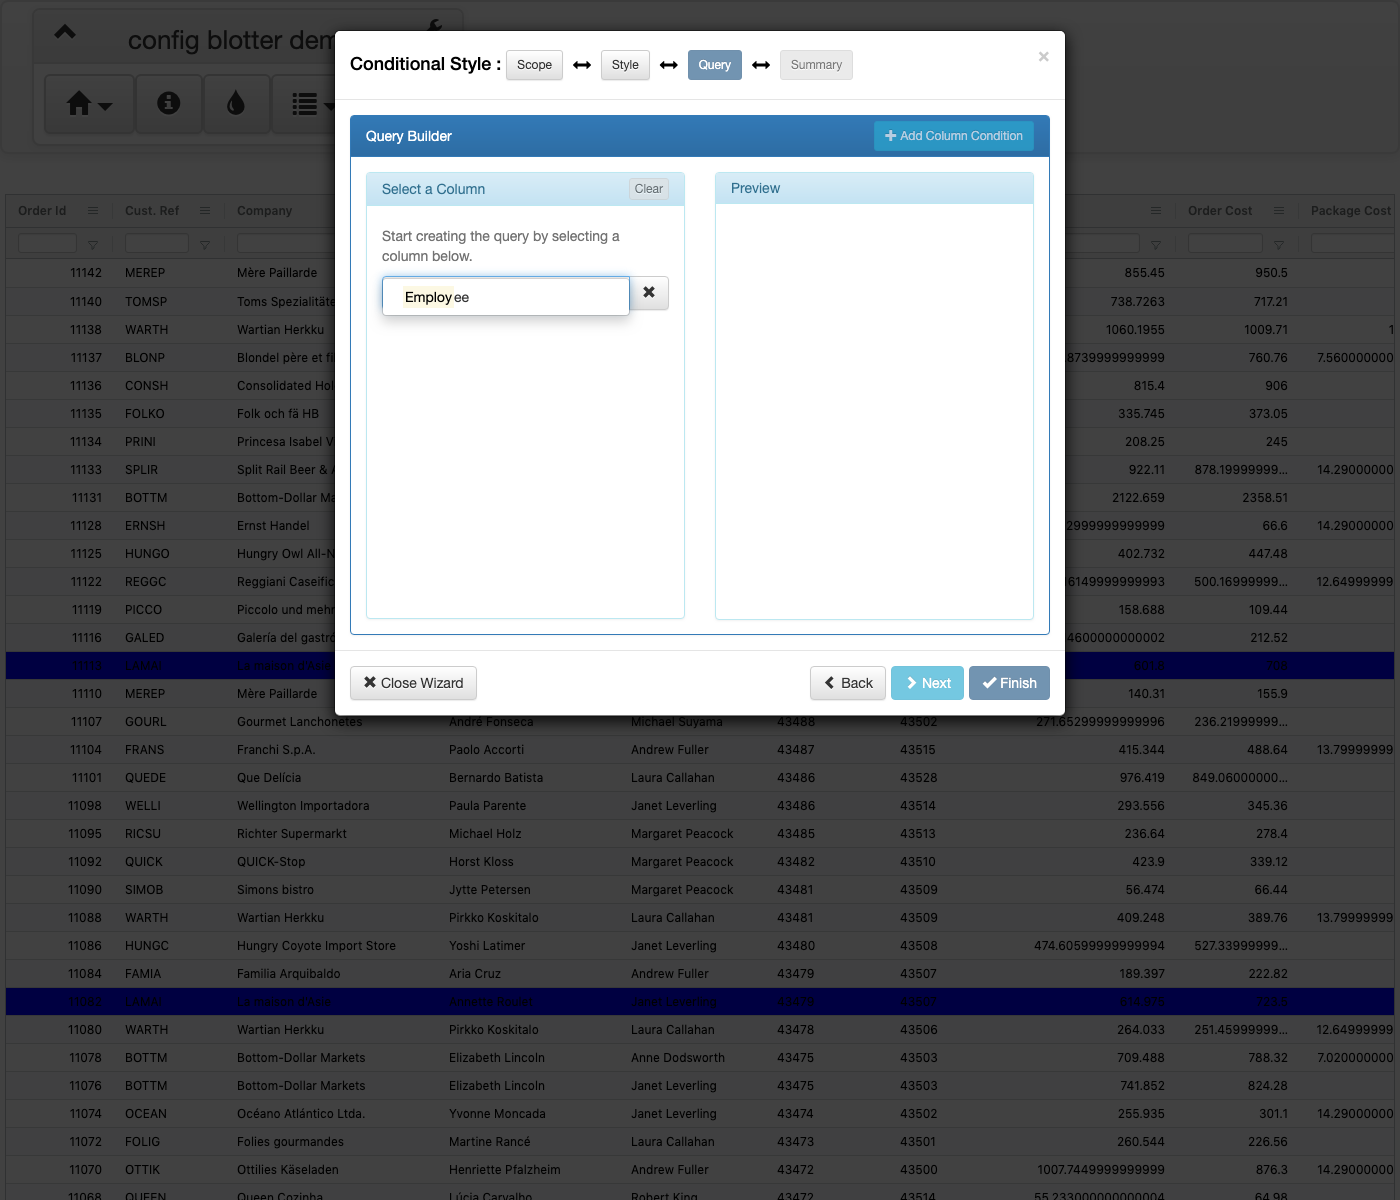 config blotter dem
Conditional Style : Scope Style Query Summary ×
Query Builder
Add Column Condition
Select a Column
Clear
Start creating the query by selecting a
column below.
Employee
Preview
Close Wizard
Back
Next
Finish
Order Id Cust. Ref Company Order Cost Package Cost
11142 MEREP Mère Paillarde 855.45 950.5
11140 TOMSP Toms Spezialitäte 738.7263 717.21
11138 WARTH Wartian Herkku 1060.1955 1009.71 1
11137 BLONP Blondel père et fi 8739999999999 760.76 7.560000000
11136 CONSH Consolidated Hol 815.4 906
11135 FOLKO Folk och fä HB 335.745 373.05
11134 PRINI Princesa Isabel V 208.25 245
11133 SPLIR Split Rail Beer & A 922.11 878.19999999... 14.29000000
11131 BOTTM Bottom-Dollar Ma 2122.659 2358.51
11128 ERNSH Ernst Handel 2999999999999 66.6 14.29000000
11125 HUNGO Hungry Owl All-N 402.732 447.48
11122 REGGC Reggiani Caseific 6149999999993 500.16999999... 12.64999999
11119 PICCO Piccolo und mehr 158.688 109.44
11116 GALED Galería del gastró 4600000000002 212.52
11110 MEREP Mère Paillarde 140.31 155.9
11107 GOURL Gourmet Lanchonetes André Fonseca Michael Suyama 43488 43502 271.65299999999996 236.21999999...
11104 FRANS Franchi S.p.A. Paolo Accorti Andrew Fuller 43487 43515 415.344 488.64 13.79999999
11101 QUEDE Que Delícia Bernardo Batista Laura Callahan 43486 43528 976.419 849.06000000...
11098 WELLI Wellington Importadora Paula Parente Janet Leverling 43486 43514 293.556 345.36
11095 RICSU Richter Supermarkt Michael Holz Margaret Peacock 43485 43513 236.64 278.4
11092 QUICK QUICK-Stop Horst Kloss Margaret Peacock 43482 43510 423.9 339.12
11090 SIMOB Simons bistro Jytte Petersen Margaret Peacock 43481 43509 56.474 66.44
11088 WARTH Wartian Herkku Pirkko Koskitalo Laura Callahan 43481 43509 409.248 389.76 13.79999999
11086 HUNGC Hungry Coyote Import Store Yoshi Latimer Janet Leverling 43480 43508 474.60599999999994 527.33999999...
11084 FAMIA Familia Arquibaldo Aria Cruz Andrew Fuller 43479 43507 189.397 222.82
Janet Leverling
11080 WARTH Wartian Herkku Pirkko Koskitalo Laura Callahan 43478 43506 264.033 251.45999999... 12.64999999
11078 BOTTM Bottom-Dollar Markets Elizabeth Lincoln Anne Dodsworth 43475 43503 709.488 788.32 7.020000000
11076 BOTTM Bottom-Dollar Markets Elizabeth Lincoln Janet Leverling 43475 43503 741.852 824.28
11074 OCEAN Océano Atlántico Ltda. Yvonne Moncada Janet Leverling 43474 43502 255.935 301.1 14.29000000
11072 FOLIG Folies gourmandes Martine Rancé Laura Callahan 43473 43501 260.544 226.56
11070 OTTIK Ottilies Käseladen Henriette Pfalzheim Andrew Fuller 43472 43500 1007.7449999999999 876.3 14.29000000
11068 QUEEN Queen Cozinha Lúcia Carvalho Robert King 43472 43514 55.233000000000004 64.98